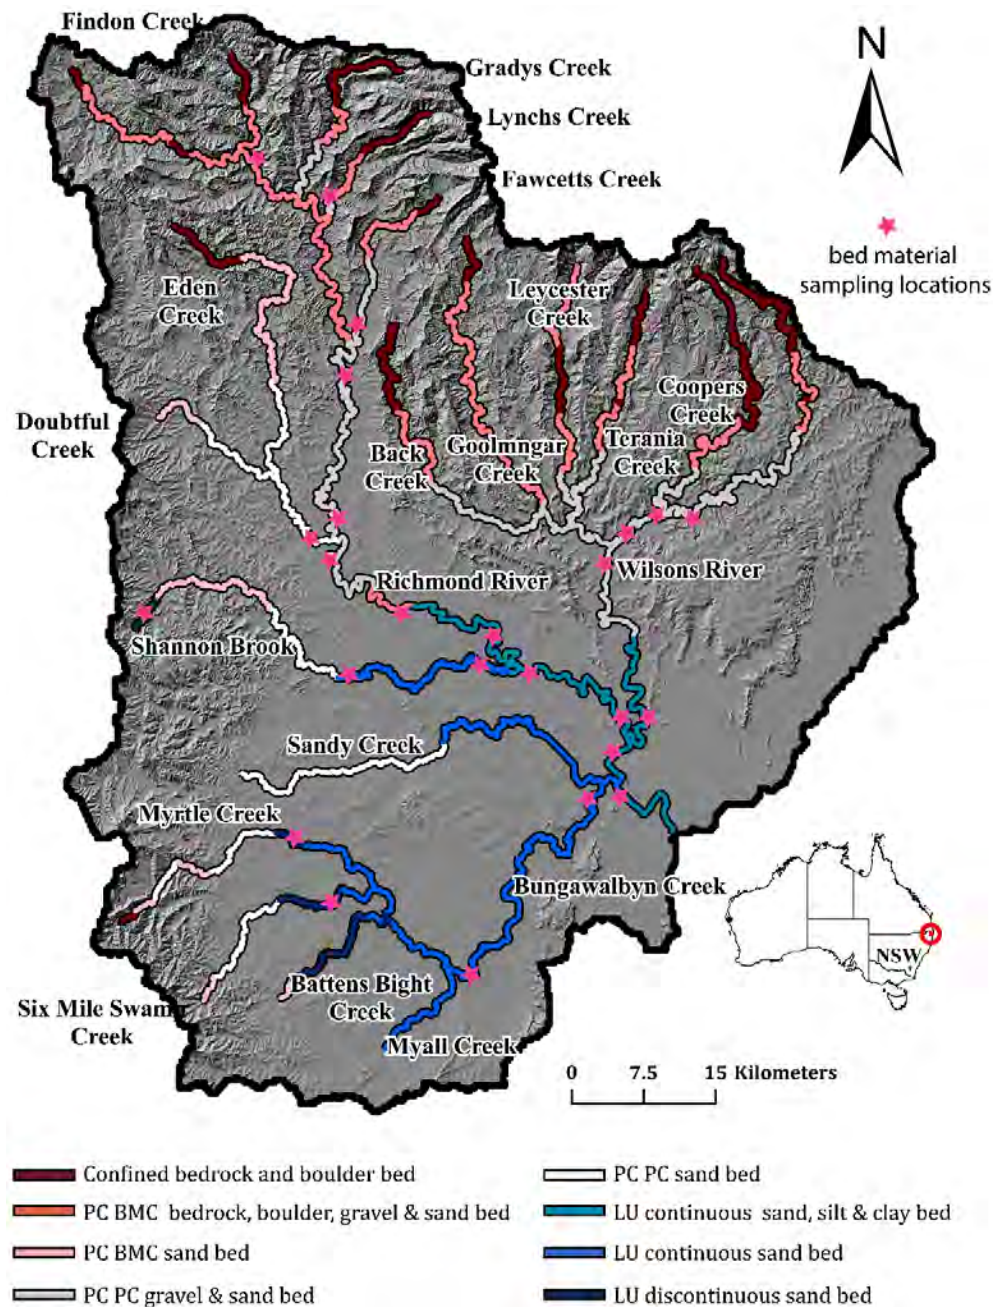 Findon Creek
N
Gradys Creek
Lynchs Creek
Fawcetts Creek
bed material
sampling locations
Eden
Creek
Leycester
Creek
Coopers
Creek
Doubtful
Creek
Back
Creek
Goolmngar
Creek
Terania
Creek
Richmond River
Wilsons River
Shannon Brook
Sandy Creek
Myrtle Creek
Bungawalbyn Creek
NSW
Battens Bight
Creek
Six Mile Swamp
Creek
Myall Creek
0 7.5 15 Kilometers
Confined bedrock and boulder bed
PC BMC bedrock, boulder, gravel & sand bed
PC BMC sand bed
PC PC gravel & sand bed
PC PC sand bed
LU continuous sand, silt & clay bed
LU continuous sand bed
LU discontinuous sand bed